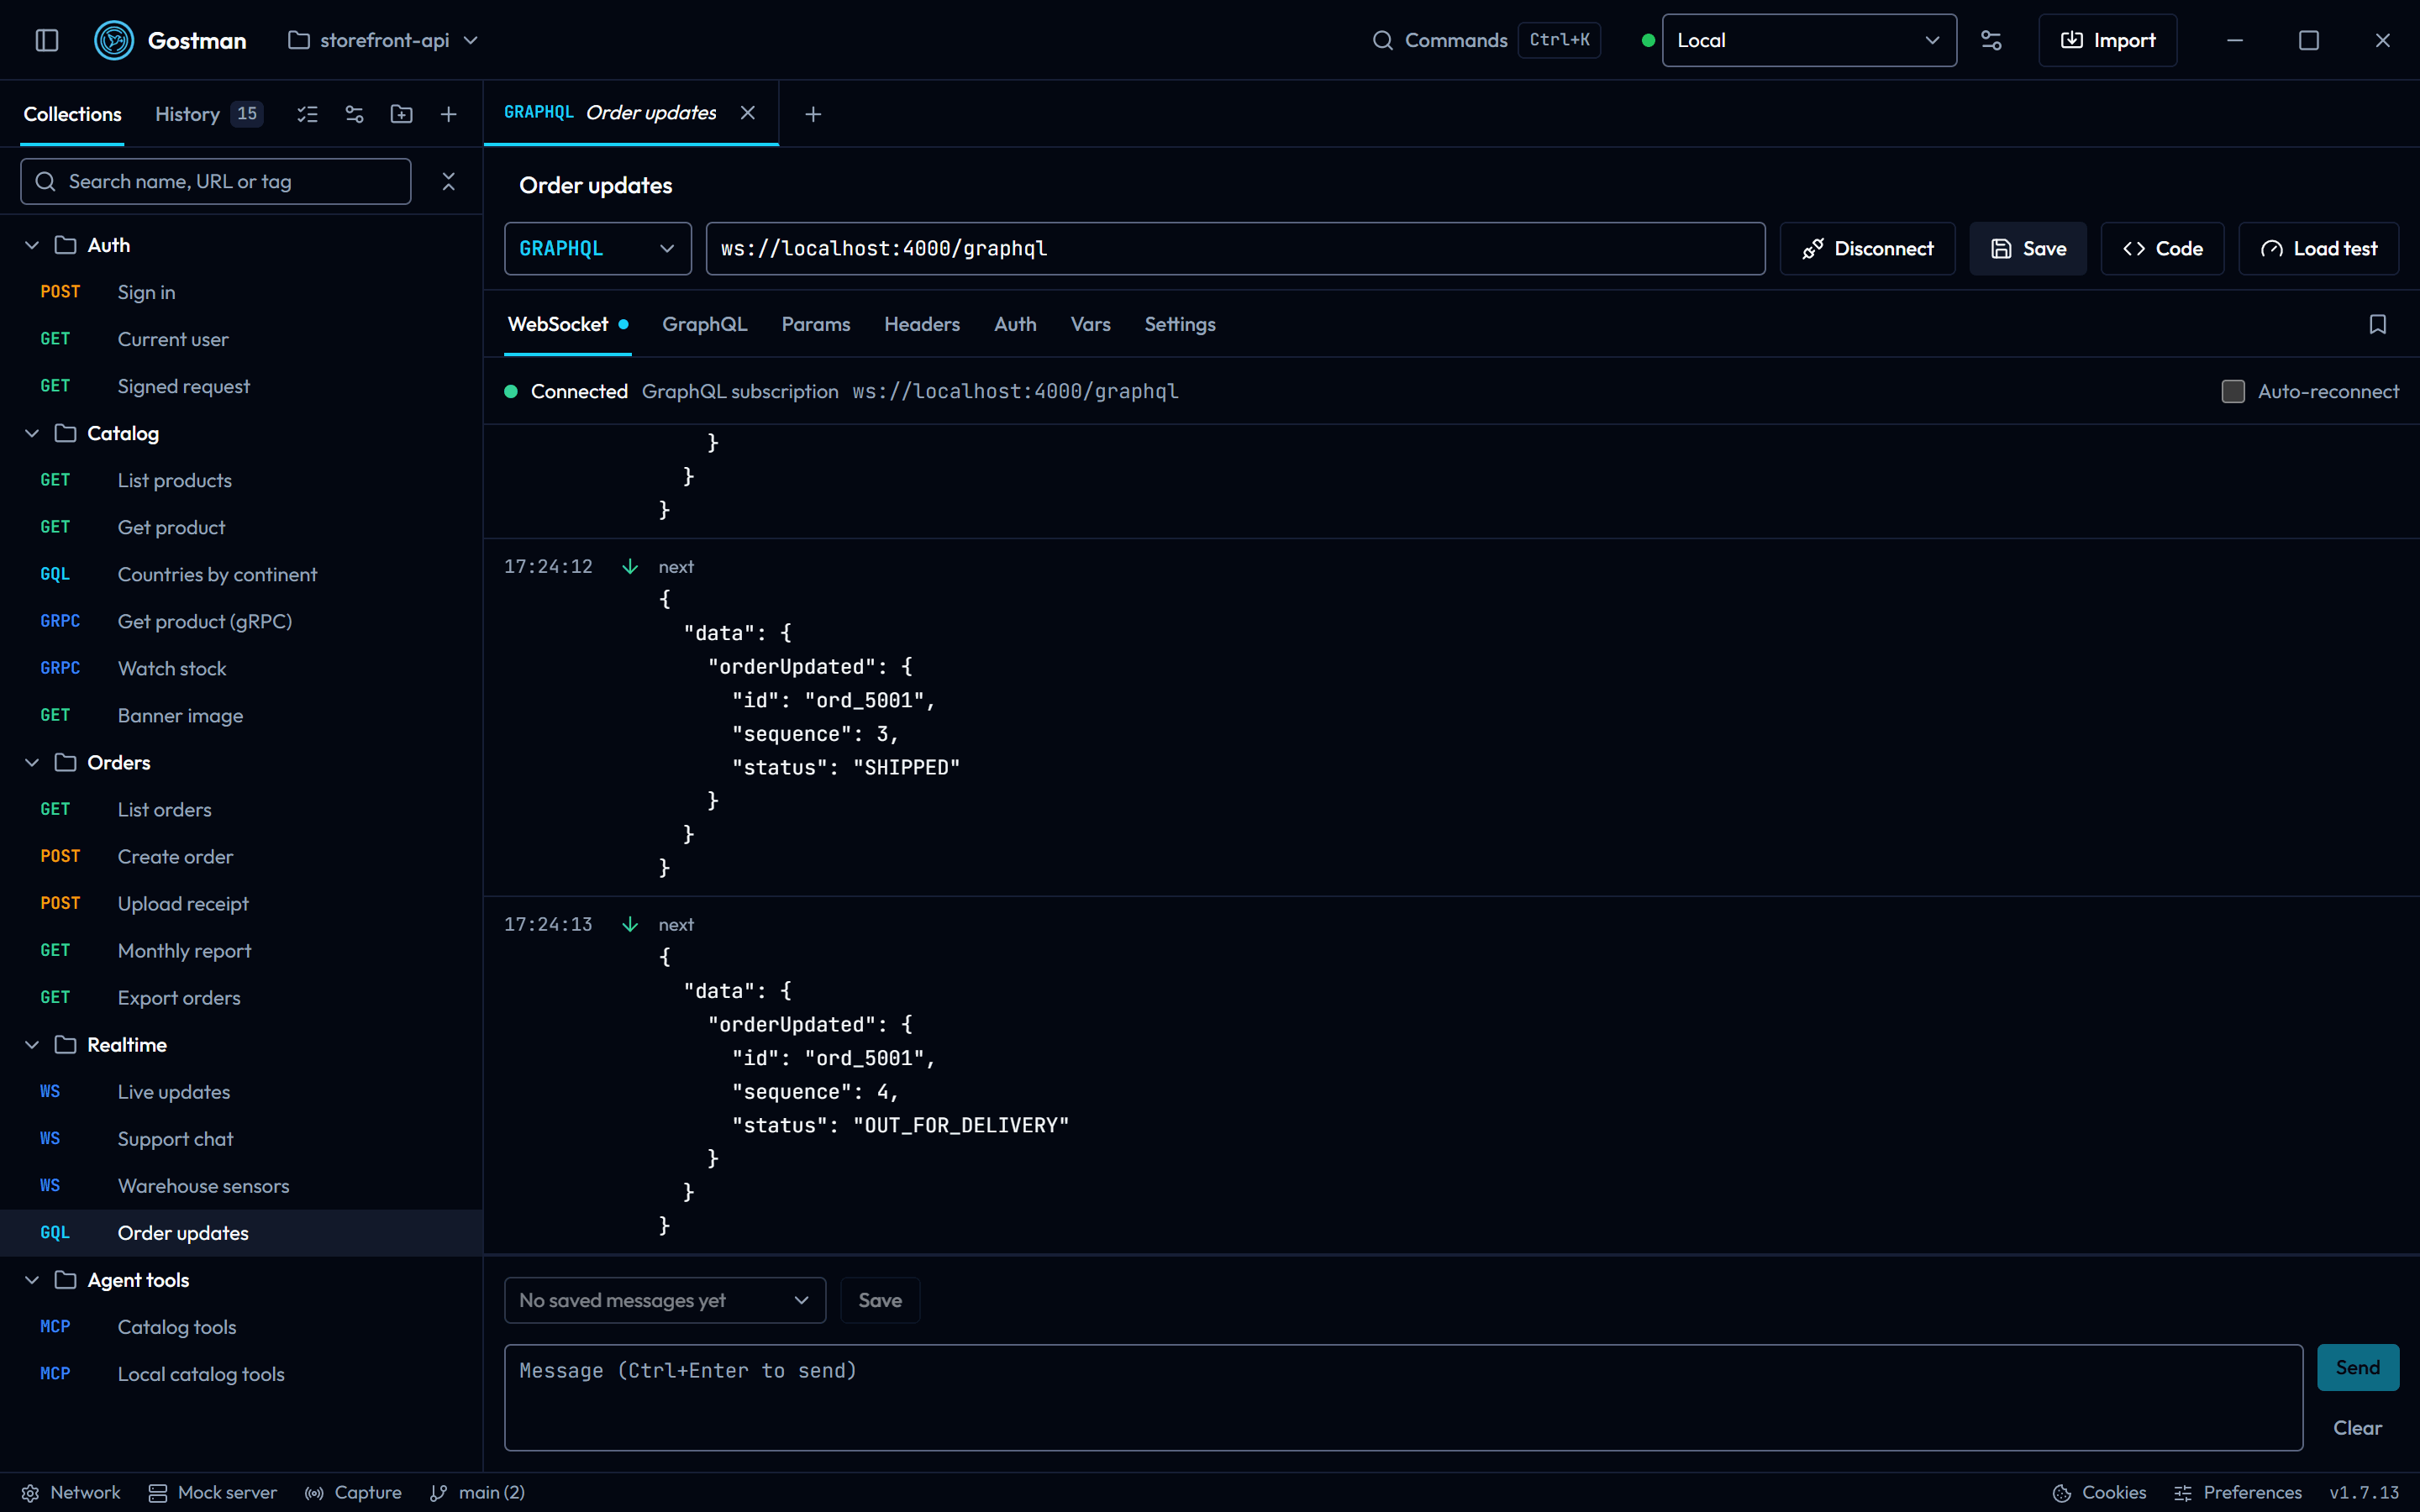 Gostman storefront-api Commands Ctrl+K Local Import
Collections History 15 GRAPHQL Order updates
Search name, URL or tag
Auth
POST Sign in
GET Current user
GET Signed request
Catalog
GET List products
GET Get product
GQL Countries by continent
GRPC Get product (gRPC)
GRPC Watch stock
GET Banner image
Orders
GET List orders
POST Create order
POST Upload receipt
GET Monthly report
GET Export orders
Realtime
WS Live updates
WS Support chat
WS Warehouse sensors
GQL Order updates
Agent tools
MCP Catalog tools
MCP Local catalog tools
Order updates
GRAPHQL ws://localhost:4000/graphql Disconnect Save Code Load test
WebSocket GraphQL Params Headers Auth Vars Settings
Connected GraphQL subscription ws://localhost:4000/graphql Auto-reconnect
}
}
}
17:24:12 next
{
"data": {
"orderUpdated": {
"id": "ord_5001",
"sequence": 3,
"status": "SHIPPED"
}
}
}
17:24:13 next
{
"data": {
"orderUpdated": {
"id": "ord_5001",
"sequence": 4,
"status": "OUT_FOR_DELIVERY"
}
}
}
No saved messages yet Save
Message (Ctrl+Enter to send) Send
Clear
Network Mock server Capture main (2) Cookies Preferences v1.7.13